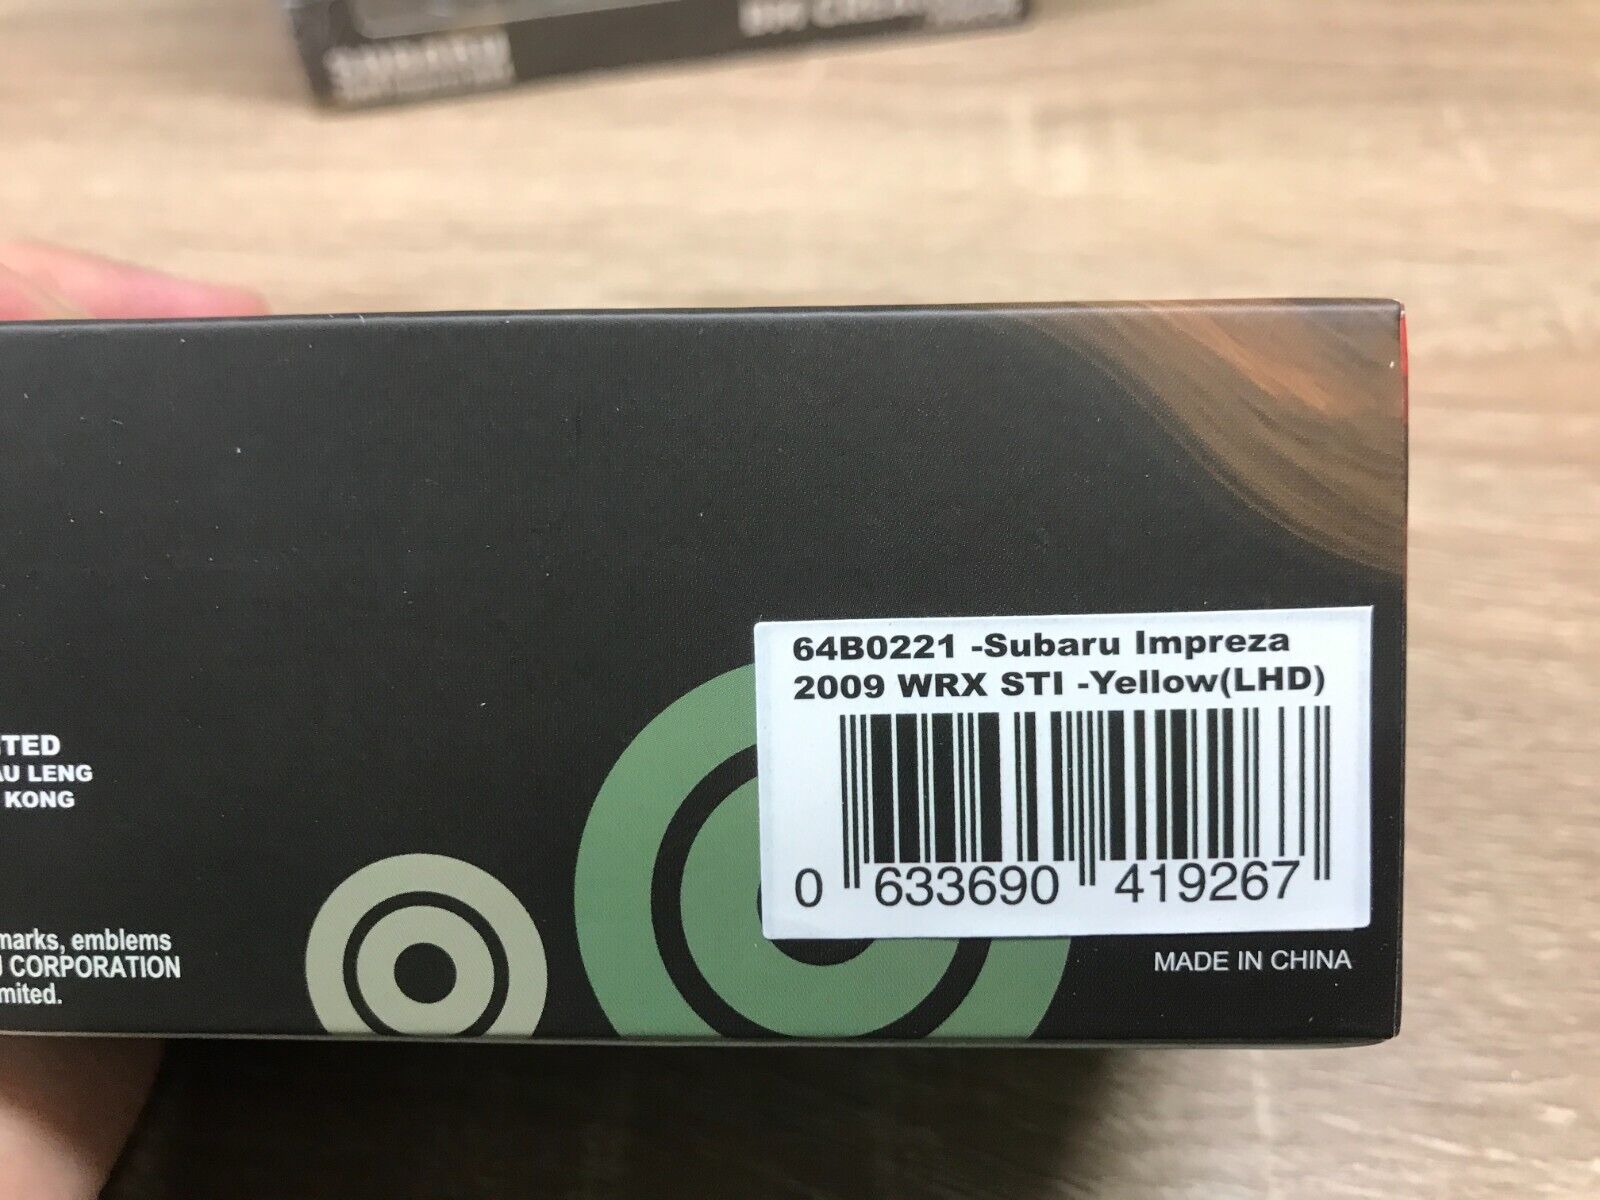 SUBARU
64B0221 -Subaru Impreza
2009 WRX STI -Yellow(LHD)
0 633690 419267
MADE IN CHINA
TED
AU LENG
KONG
marks, emblems
CORPORATION
mited.